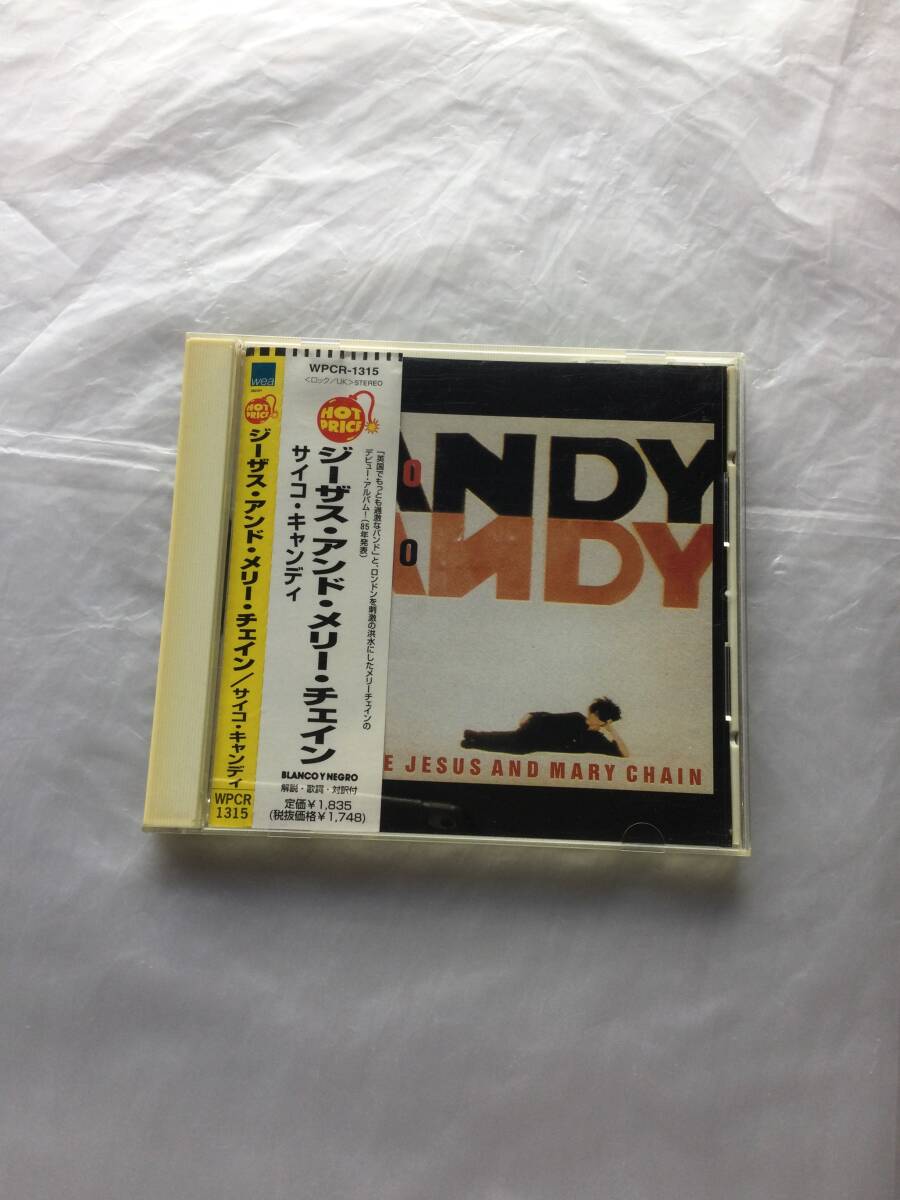 wea
HOT PRICE
ジーザス・アンド・メリー・チェイン/サイコ・キャンディ
WPCR
1315
WPCR-1315
<ロック/UK>STEREO
HOT
PRICE
「英国でもっとも過激なバンド」と、ロンドンを刺激の洪水にしたメリーチェインの
デビュー・アルバム!(85年発表)
ジーザス・アンド・メリー・チェイン
サイコ・キャンディ
BLANCO Y NEGRO
解説・歌詞・対訳付
定価¥1,835
(税抜価格¥1,748)
O ANDY
O ANDY
E JESUS AND MARY CHAIN